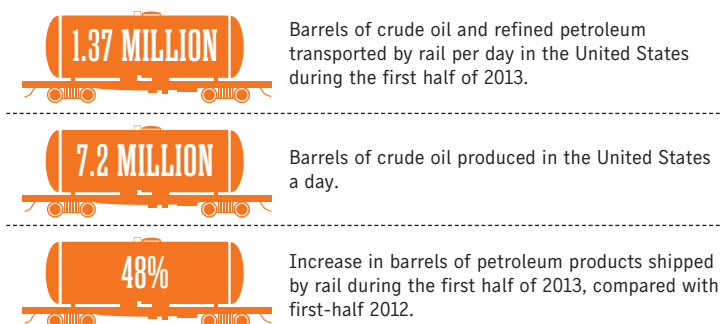 1.37 MILLION
Barrels of crude oil and refined petroleum
transported by rail per day in the United States
during the first half of 2013.
7.2 MILLION
Barrels of crude oil produced in the United States
a day.
48%
Increase in barrels of petroleum products shipped
by rail during the first half of 2013, compared with
first-half 2012.